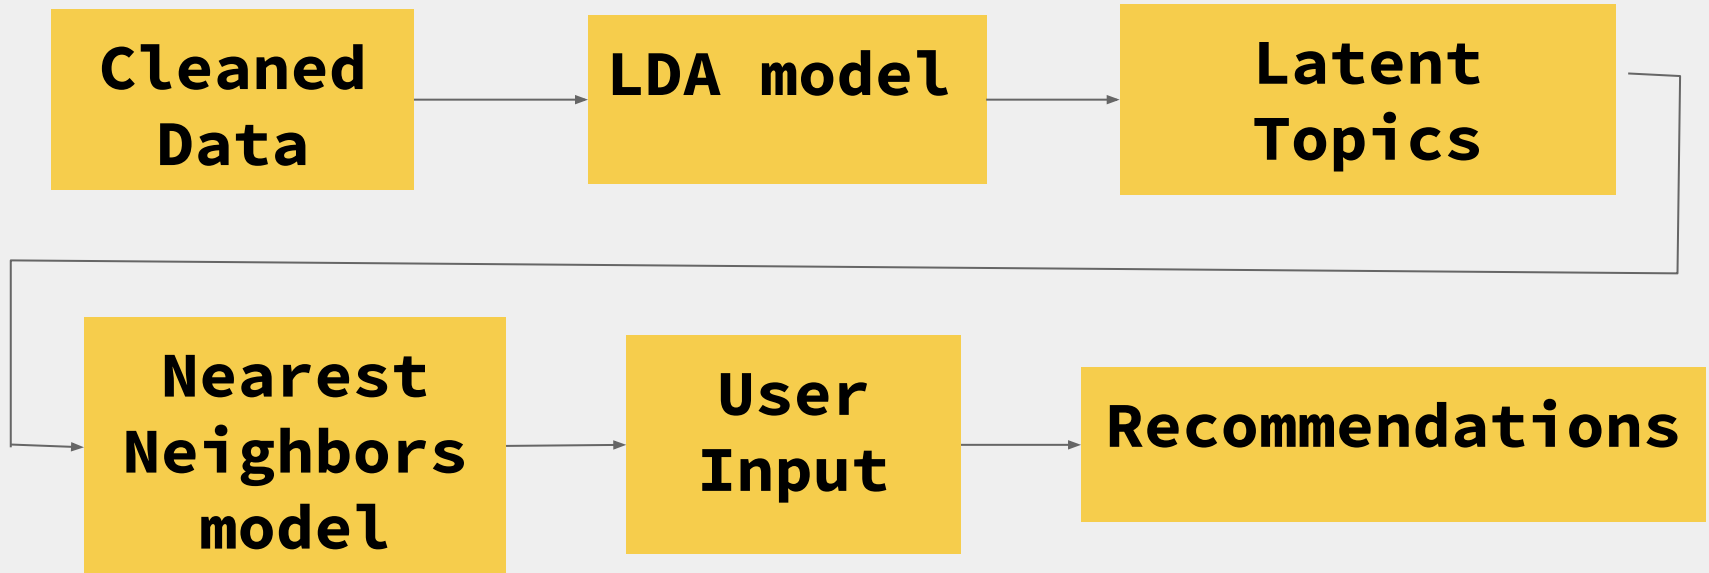 Cleaned
Data
LDA model
Latent
Topics
Nearest
Neighbors
model
User
Input
Recommendations